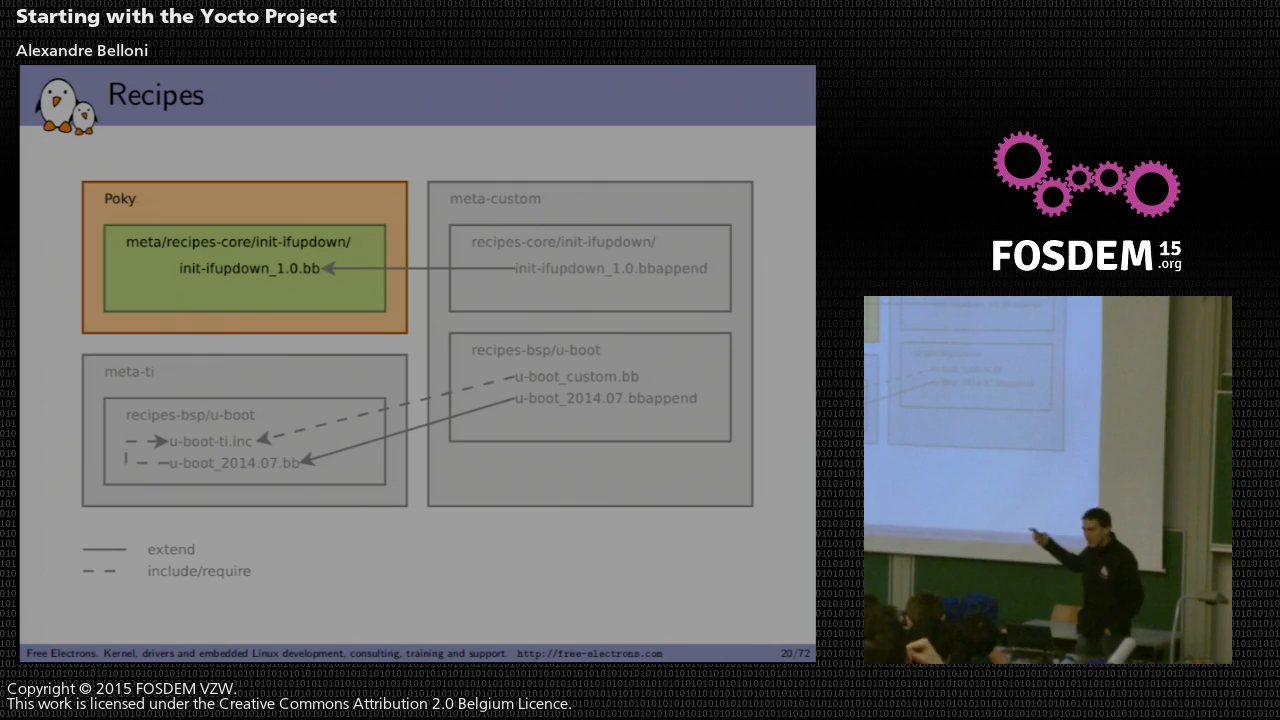 Starting with the Yocto Project
Alexandre Belloni
Recipes
Poky
meta/recipes-core/init-ifupdown/
init-ifupdown_1.0.bb
meta-custom
recipes-core/init-ifupdown/
init-ifupdown_1.0.bbappend
recipes-bsp/u-boot
u-boot_custom.bb
u-boot_2014.07.bbappend
meta-ti
recipes-bsp/u-boot
u-boot-ti.inc
u-boot_2014.07.bb
extend
include/require
Free Electrons. Kernel, drivers and embedded Linux development, consulting, training and support. http://free-electrons.com 20/72
FOSDEM 15 .org
Copyright © 2015 FOSDEM VZW.
This work is licensed under the Creative Commons Attribution 2.0 Belgium Licence.